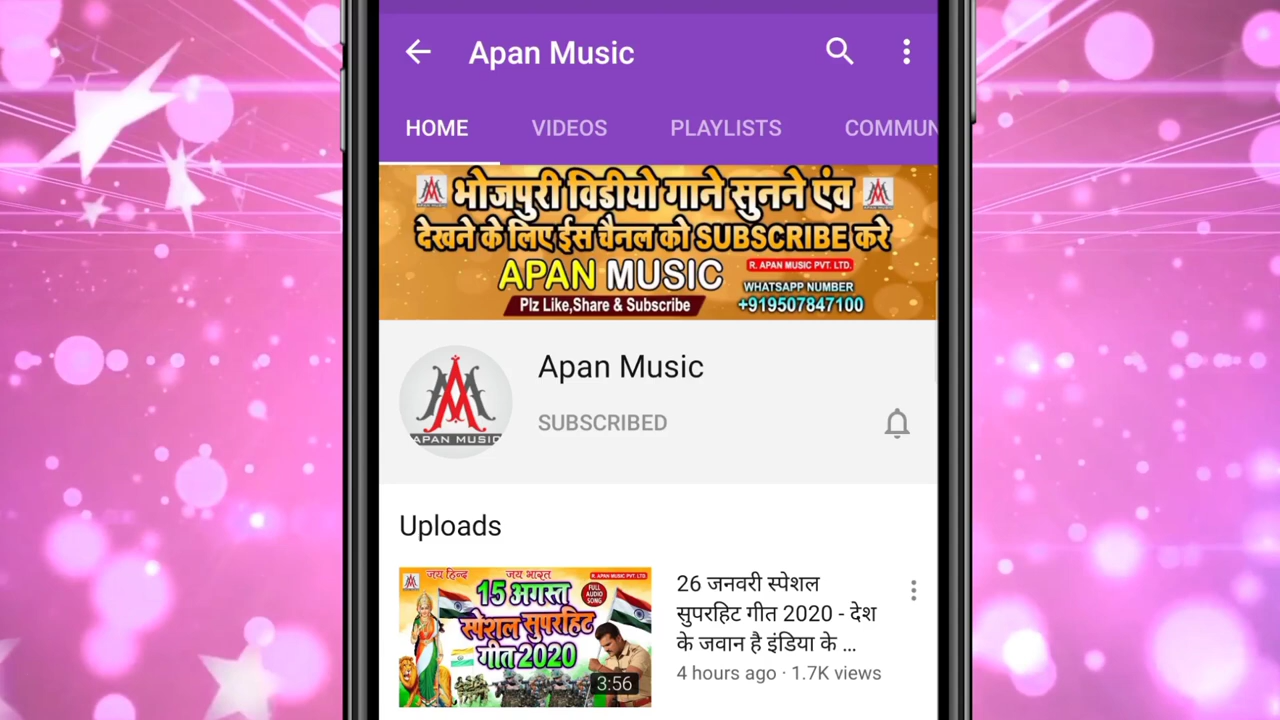 Apan Music
HOME VIDEOS PLAYLISTS COMMUN
भोजपुरी विडीयो गाने सुनने एंव
देखने के लिए ईस चैनल को SUBSCRIBE करे
APAN MUSIC
R. APAN MUSIC PVT. LTD.
WHATSAPP NUMBER
Plz Like,Share & Subscribe
+919507847100
Apan Music
SUBSCRIBED
APAN MUSIC
Uploads
जय हिन्द जय भारत
R. APAN MUSIC PVT. LTD
15 अगस्त
FULL
AUDIO
SONG
स्पेशल सुपरहिट
गीत 2020
3:56
26 जनवरी स्पेशल
सुपरहिट गीत 2020 - देश
के जवान है इंडिया के ...
4 hours ago · 1.7K views